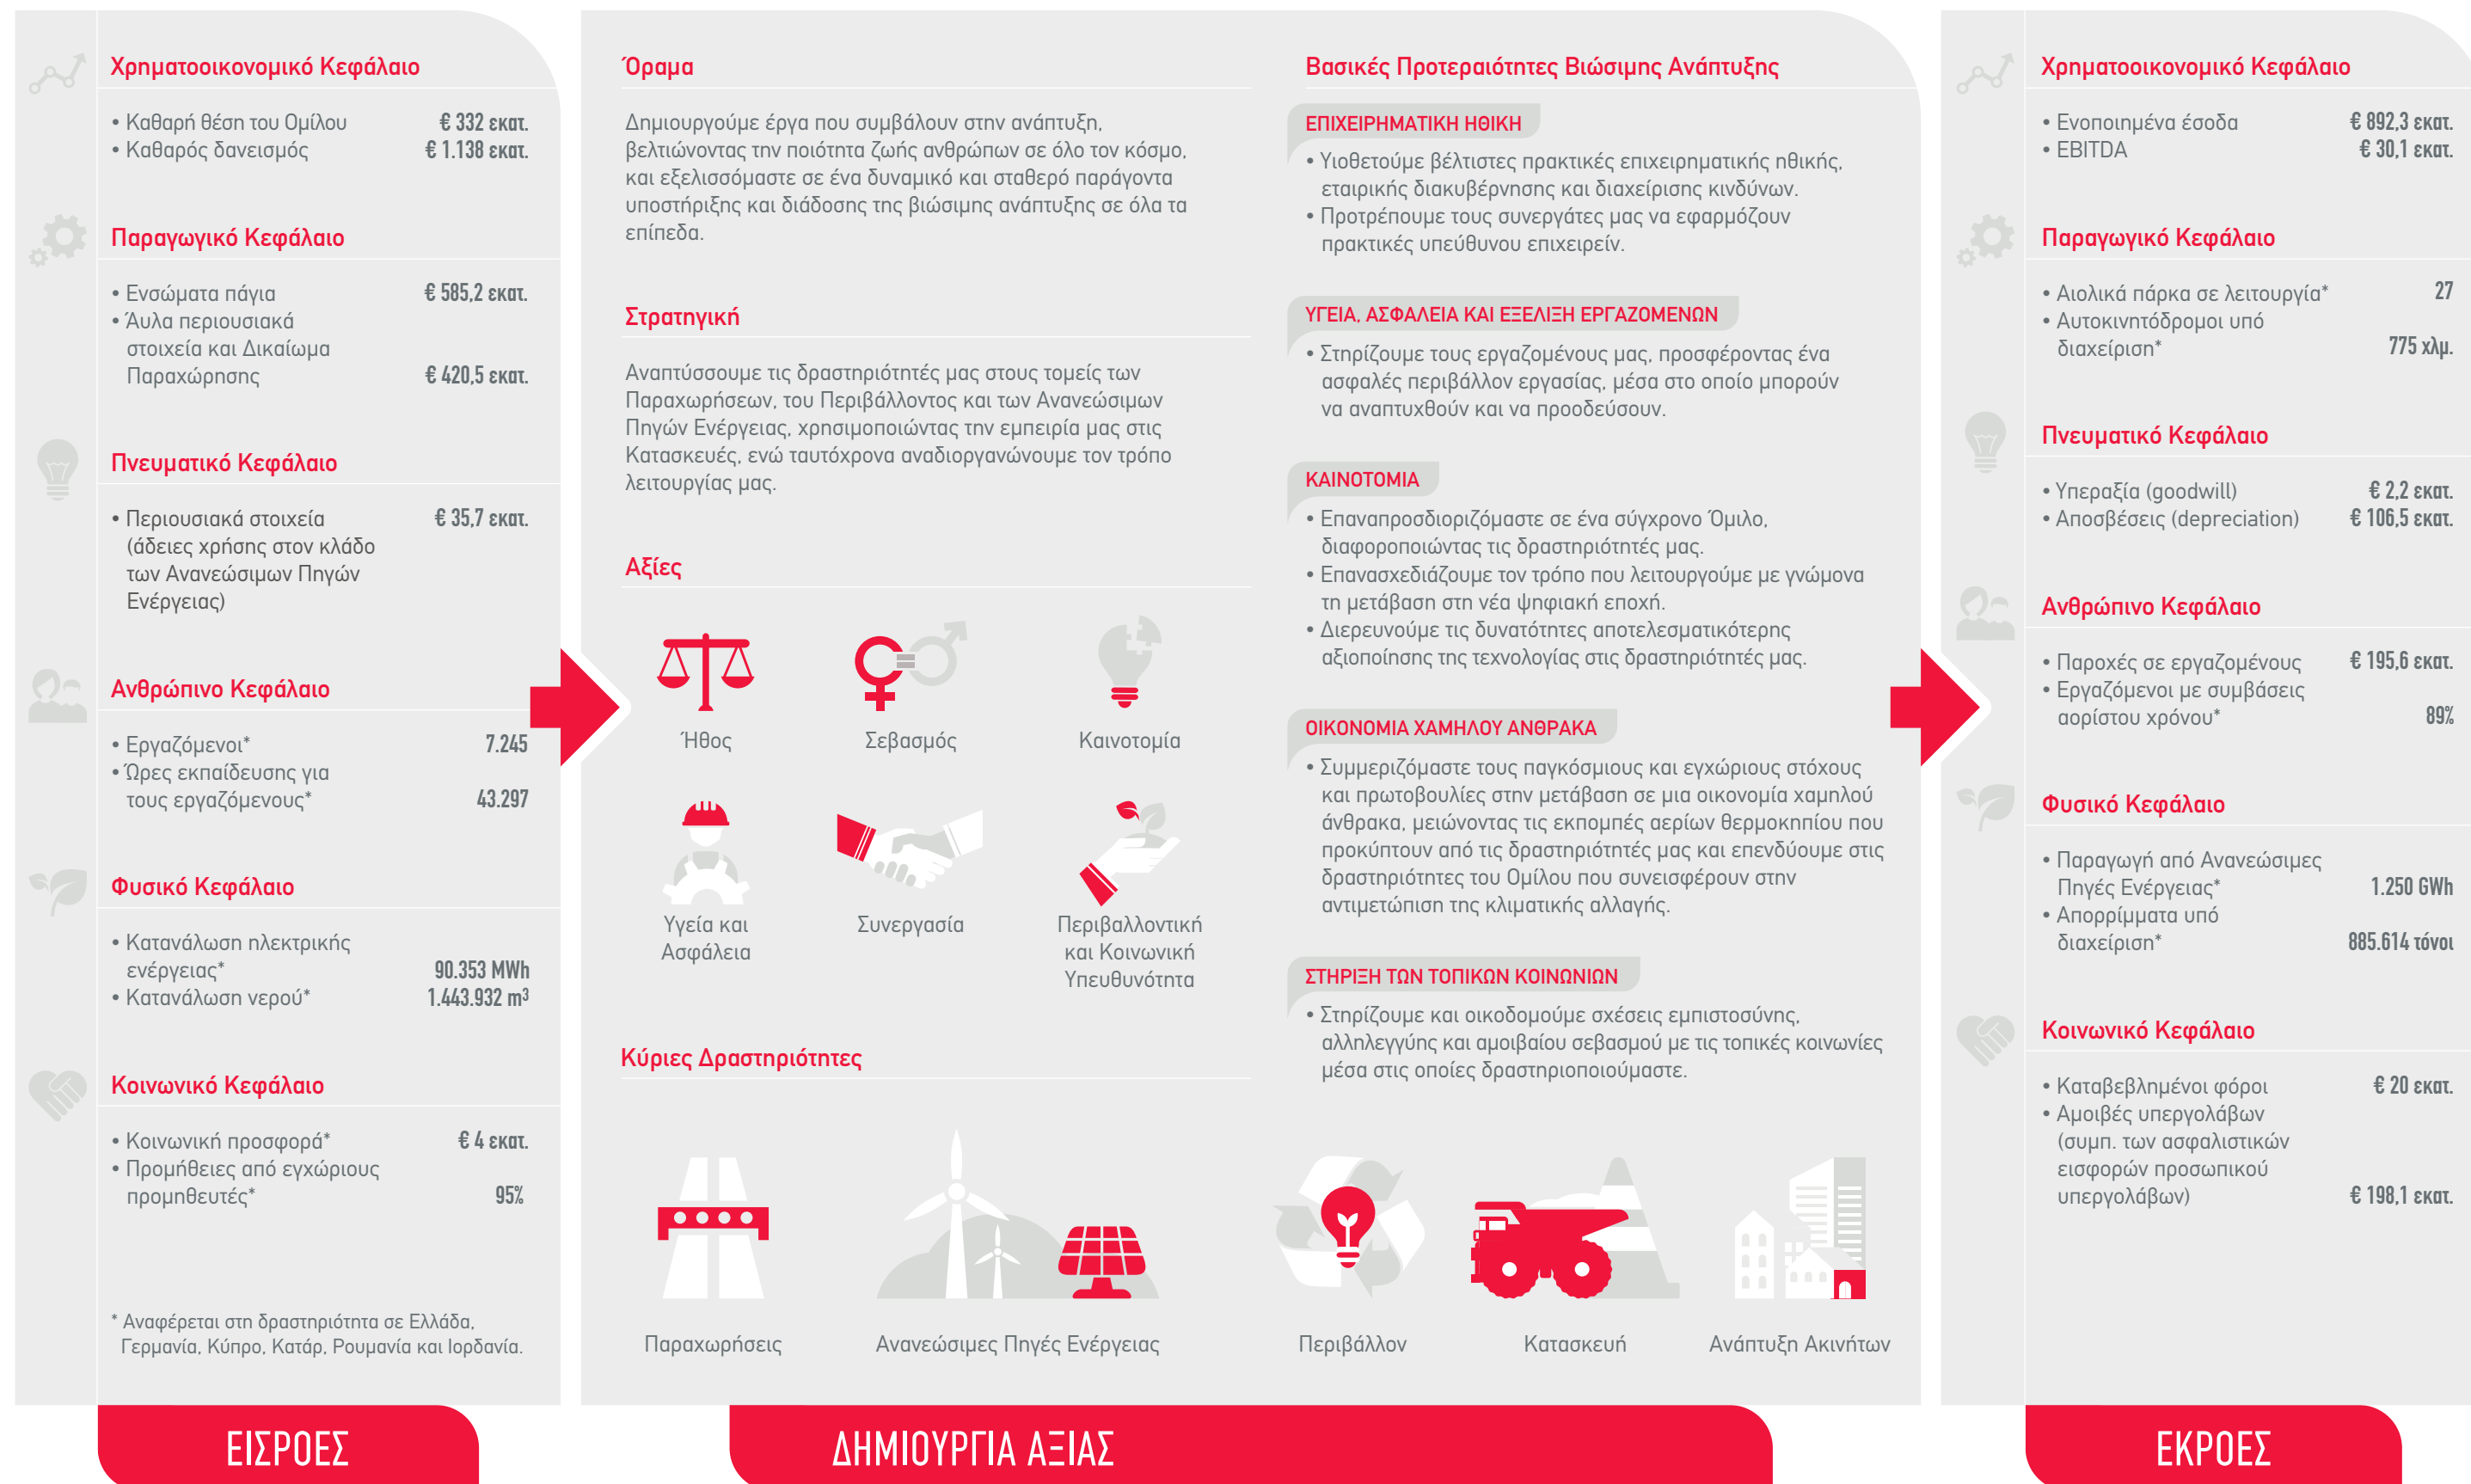 Χρηματοοικονομικό Κεφάλαιο
• Καθαρή θέση του Ομίλου € 332 εκατ.
• Καθαρός δανεισμός € 1.138 εκατ.
Παραγωγικό Κεφάλαιο
• Ενσώματα πάγια € 585,2 εκατ.
• Άυλα περιουσιακά
στοιχεία και Δικαίωμα
Παραχώρησης € 420,5 εκατ.
Πνευματικό Κεφάλαιο
• Περιουσιακά στοιχεία € 35,7 εκατ.
(άδειες χρήσης στον κλάδο
των Ανανεώσιμων Πηγών
Ενέργειας)
Ανθρώπινο Κεφάλαιο
• Εργαζόμενοι* 7.245
• Ώρες εκπαίδευσης για
τους εργαζόμενους* 43.297
Φυσικό Κεφάλαιο
• Κατανάλωση ηλεκτρικής
ενέργειας* 90.353 MWh
• Κατανάλωση νερού* 1.443.932 m³
Κοινωνικό Κεφάλαιο
• Κοινωνική προσφορά* € 4 εκατ.
• Προμήθειες από εγχώριους
προμηθευτές* 95%
* Αναφέρεται στη δραστηριότητα σε Ελλάδα,
Γερμανία, Κύπρο, Κατάρ, Ρουμανία και Ιορδανία.
ΕΙΣΡΟΕΣ
Όραμα
Δημιουργούμε έργα που συμβάλουν στην ανάπτυξη,
βελτιώνοντας την ποιότητα ζωής ανθρώπων σε όλο τον κόσμο,
και εξελισσόμαστε σε ένα δυναμικό και σταθερό παράγοντα
υποστήριξης και διάδοσης της βιώσιμης ανάπτυξης σε όλα τα
επίπεδα.
Στρατηγική
Αναπτύσσουμε τις δραστηριότητές μας στους τομείς των
Παραχωρήσεων, του Περιβάλλοντος και των Ανανεώσιμων
Πηγών Ενέργειας, χρησιμοποιώντας την εμπειρία μας στις
Κατασκευές, ενώ ταυτόχρονα αναδιοργανώνουμε τον τρόπο
λειτουργίας μας.
Αξίες
Ήθος Σεβασμός Καινοτομία
Υγεία και Συνεργασία Περιβαλλοντική
Ασφάλεια και Κοινωνική
Υπευθυνότητα
Βασικές Προτεραιότητες Βιώσιμης Ανάπτυξης
ΕΠΙΧΕΙΡΗΜΑΤΙΚΗ ΗΘΙΚΗ
• Υιοθετούμε βέλτιστες πρακτικές επιχειρηματικής ηθικής,
εταιρικής διακυβέρνησης και διαχείρισης κινδύνων.
• Προτρέπουμε τους συνεργάτες μας να εφαρμόζουν
πρακτικές υπεύθυνου επιχειρείν.
ΥΓΕΙΑ, ΑΣΦΑΛΕΙΑ ΚΑΙ ΕΞΕΛΙΞΗ ΕΡΓΑΖΟΜΕΝΩΝ
• Στηρίζουμε τους εργαζομένους μας, προσφέροντας ένα
ασφαλές περιβάλλον εργασίας, μέσα στο οποίο μπορούν
να αναπτυχθούν και να προοδεύσουν.
ΚΑΙΝΟΤΟΜΙΑ
• Επαναπροσδιοριζόμαστε σε ένα σύγχρονο Όμιλο,
διαφοροποιώντας τις δραστηριότητές μας.
• Επανασχεδιάζουμε τον τρόπο που λειτουργούμε με γνώμονα
τη μετάβαση στη νέα ψηφιακή εποχή.
• Διερευνούμε τις δυνατότητες αποτελεσματικότερης
αξιοποίησης της τεχνολογίας στις δραστηριότητές μας.
ΟΙΚΟΝΟΜΙΑ ΧΑΜΗΛΟΥ ΑΝΘΡΑΚΑ
• Συμμεριζόμαστε τους παγκόσμιους και εγχώριους στόχους
και πρωτοβουλίες στην μετάβαση σε μια οικονομία χαμηλού
άνθρακα, μειώνοντας τις εκπομπές αερίων θερμοκηπίου που
προκύπτουν από τις δραστηριότητές μας και επενδύουμε στις
δραστηριότητες του Ομίλου που συνεισφέρουν στην
αντιμετώπιση της κλιματικής αλλαγής.
ΣΤΗΡΙΞΗ ΤΩΝ ΤΟΠΙΚΩΝ ΚΟΙΝΩΝΙΩΝ
• Στηρίζουμε και οικοδομούμε σχέσεις εμπιστοσύνης,
αλληλεγγύης και αμοιβαίου σεβασμού με τις τοπικές κοινωνίες
μέσα στις οποίες δραστηριοποιούμαστε.
Κύριες Δραστηριότητες
Παραχωρήσεις Ανανεώσιμες Πηγές Ενέργειας Περιβάλλον Κατασκευή Ανάπτυξη Ακινήτων
ΔΗΜΙΟΥΡΓΙΑ ΑΞΙΑΣ
Χρηματοοικονομικό Κεφάλαιο
• Ενοποιημένα έσοδα € 892,3 εκατ.
• EBITDA € 30,1 εκατ.
Παραγωγικό Κεφάλαιο
• Αιολικά πάρκα σε λειτουργία* 27
• Αυτοκινητόδρομοι υπό
διαχείριση* 775 χλμ.
Πνευματικό Κεφάλαιο
• Υπεραξία (goodwill) € 2,2 εκατ.
• Αποσβέσεις (depreciation) € 106,5 εκατ.
Ανθρώπινο Κεφάλαιο
• Παροχές σε εργαζομένους € 195,6 εκατ.
• Εργαζόμενοι με συμβάσεις
αορίστου χρόνου* 89%
Φυσικό Κεφάλαιο
• Παραγωγή από Ανανεώσιμες
Πηγές Ενέργειας* 1.250 GWh
• Απορρίμματα υπό
διαχείριση* 885.614 τόνοι
Κοινωνικό Κεφάλαιο
• Καταβεβλημένοι φόροι € 20 εκατ.
• Αμοιβές υπεργολάβων
(συμπ. των ασφαλιστικών
εισφορών προσωπικού
υπεργολάβων) € 198,1 εκατ.
ΕΚΡΟΕΣ